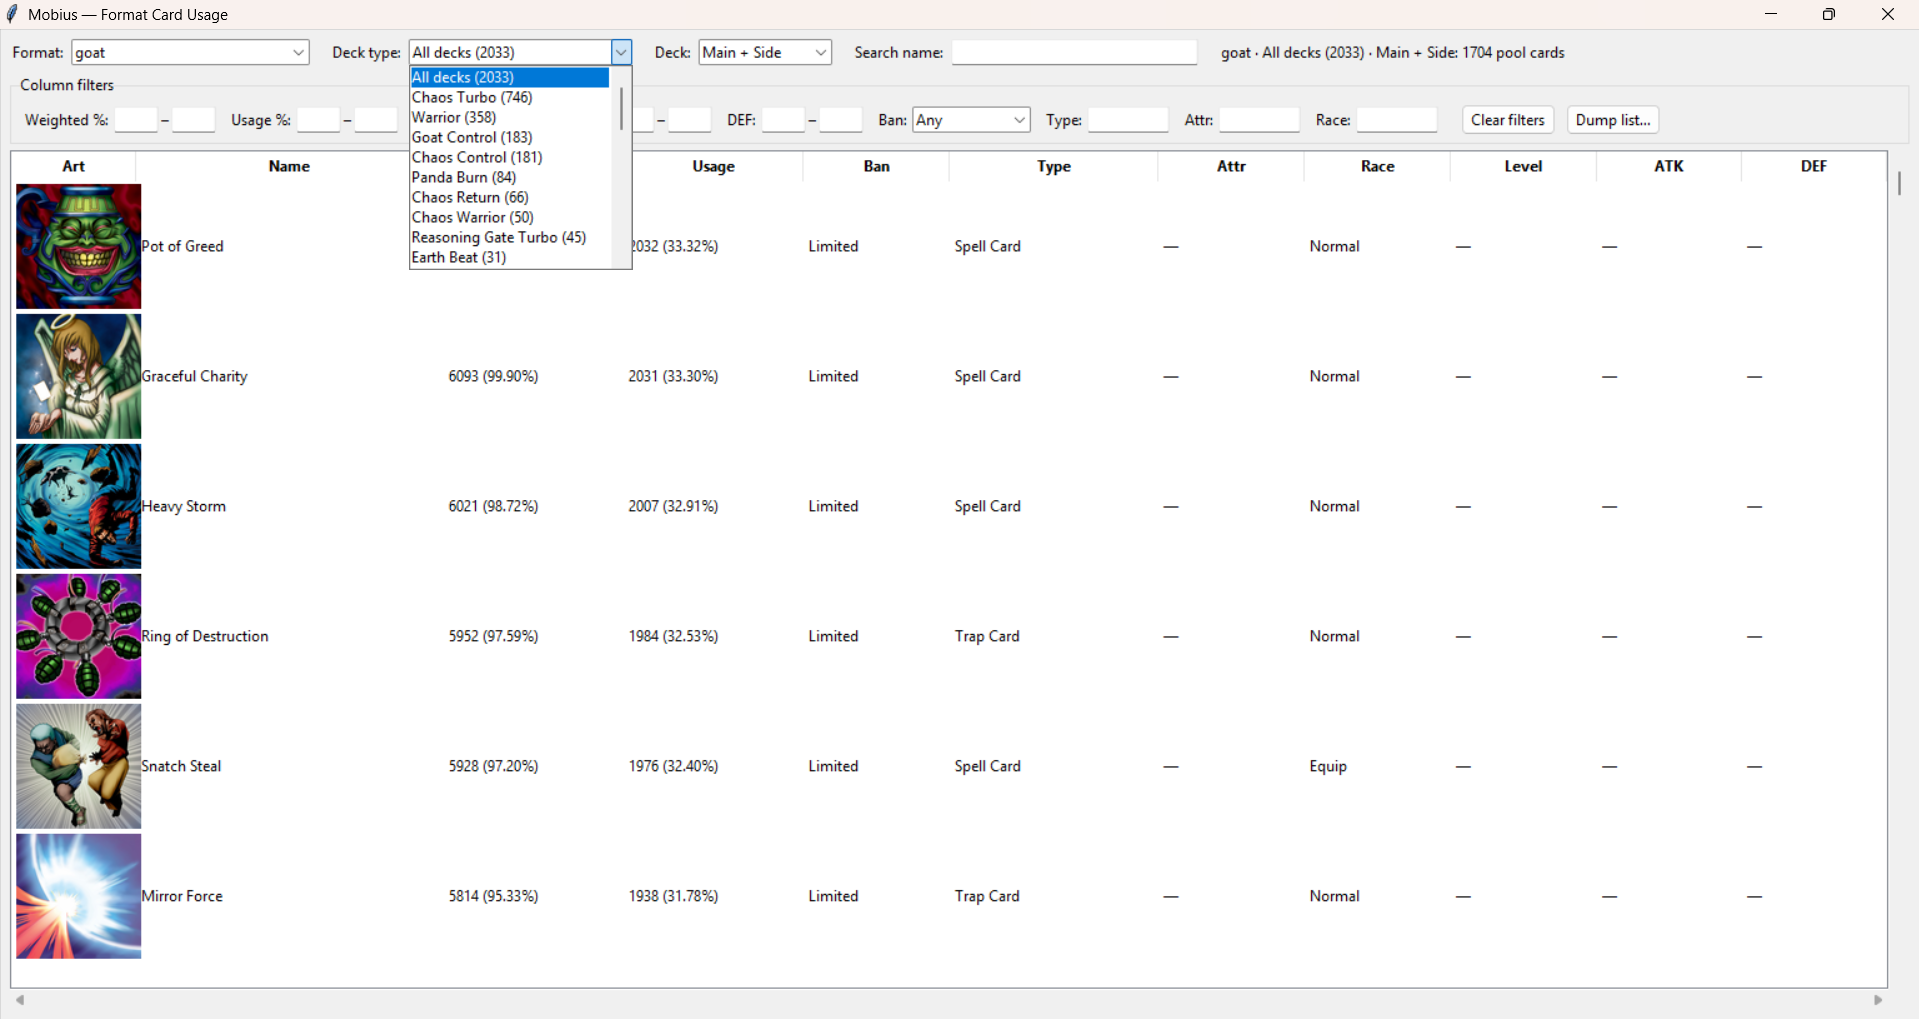 Mobius — Format Card Usage
Format: goat Deck type: All decks (2033) Deck: Main + Side Search name: goat · All decks (2033) · Main + Side: 1704 pool cards
All decks (2033)
Chaos Turbo (746)
Warrior (358)
Goat Control (183)
Chaos Control (181)
Panda Burn (84)
Chaos Return (66)
Chaos Warrior (50)
Reasoning Gate Turbo (45)
Earth Beat (31)
Column filters
Weighted %: – Usage %: – – DEF: – Ban: Any Type: Attr: Race: Clear filters Dump list...
Art Name Usage Ban Type Attr Race Level ATK DEF
Pot of Greed 2032 (33.32%) Limited Spell Card — Normal — — —
Graceful Charity 6093 (99.90%) 2031 (33.30%) Limited Spell Card — Normal — — —
Heavy Storm 6021 (98.72%) 2007 (32.91%) Limited Spell Card — Normal — — —
Ring of Destruction 5952 (97.59%) 1984 (32.53%) Limited Trap Card — Normal — — —
Snatch Steal 5928 (97.20%) 1976 (32.40%) Limited Spell Card — Equip — — —
Mirror Force 5814 (95.33%) 1938 (31.78%) Limited Trap Card — Normal — — —